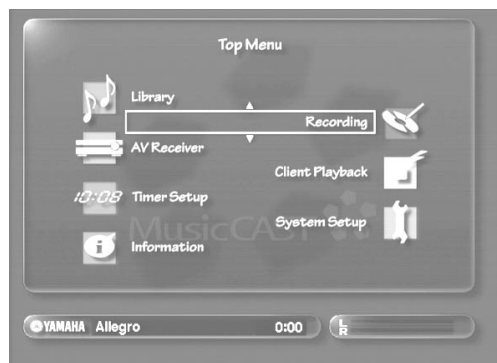 Top Menu
Library
Recording
AV Receiver
Client Playback
10:08 Timer Setup
System Setup
MusicCAST
i Information
YAMAHA Allegro 0:00 L
R